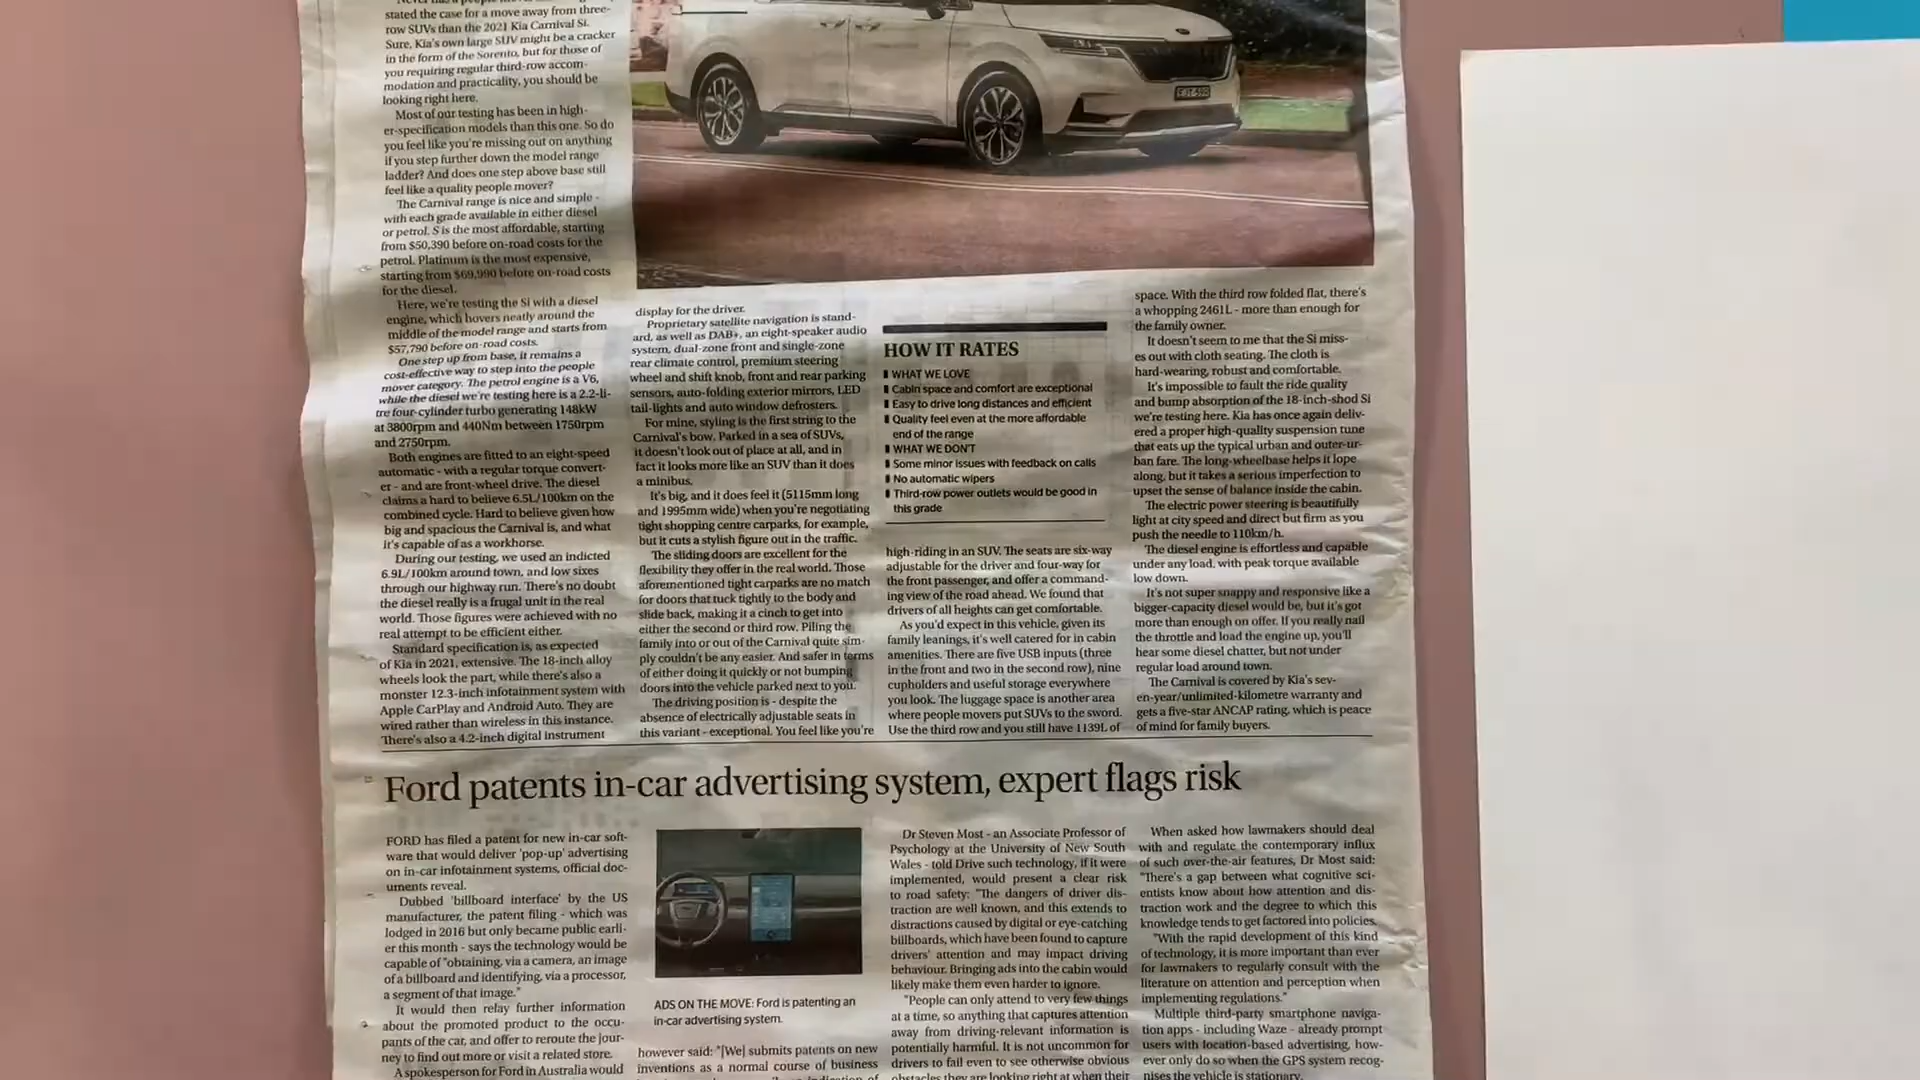 stated the case for a move away from three-
row SUVs than the 2021 Kia Carnival Si.
Sure, Kia's own large SUV might be a cracker
in the form of the Sorento, but for those of
you requiring regular third-row accom-
modation and practicality, you should be
looking right here.
Most of our testing has been in high-
er-specification models than this one. So do
you feel like you're missing out on anything
if you step further down the model range
ladder? And does one step above base still
feel like a quality people mover?
The Carnival range is nice and simple -
with each grade available in either diesel
or petrol. S is the most affordable, starting
from $50,390 before on-road costs for the
petrol. Platinum is the most expensive,
starting from $69,990 before on-road costs
for the diesel.
Here, we're testing the Si with a diesel
engine, which hovers neatly around the
middle of the model range and starts from
$57,790 before on-road costs.
One step up from base, it remains a
cost-effective way to step into the people
mover category. The petrol engine is a V6,
while the diesel we're testing here is a 2.2-li-
tre four-cylinder turbo generating 148kW
at 3800rpm and 440Nm between 1750rpm
and 2750rpm.
Both engines are fitted to an eight-speed
automatic - with a regular torque convert-
er - and are front-wheel drive. The diesel
claims a hard to believe 6.5L/100km on the
combined cycle. Hard to believe given how
big and spacious the Carnival is, and what
it's capable of as a workhorse.
During our testing, we used an indicted
6.9L/100km around town, and low sixes
through our highway run. There's no doubt
the diesel really is a frugal unit in the real
world. Those figures were achieved with no
real attempt to be efficient either.
Standard specification is, as expected
of Kia in 2021, extensive. The 18-inch alloy
wheels look the part, while there's also a
monster 12.3-inch infotainment system with
Apple CarPlay and Android Auto. They are
wired rather than wireless in this instance.
There's also a 4.2-inch digital instrument
display for the driver.
Proprietary satellite navigation is stand-
ard, as well as DAB+, an eight-speaker audio
system, dual-zone front and single-zone
rear climate control, premium steering
wheel and shift knob, front and rear parking
sensors, auto-folding exterior mirrors, LED
tail-lights and auto window defrosters.
For mine, styling is the first string to the
Carnival's bow. Parked in a sea of SUVs,
it doesn't look out of place at all, and in
fact it looks more like an SUV than it does
a minibus.
It's big, and it does feel it (5115mm long
and 1995mm wide) when you're negotiating
tight shopping centre carparks, for example,
but it cuts a stylish figure out in the traffic.
The sliding doors are excellent for the
flexibility they offer in the real world. Those
aforementioned tight carparks are no match
for doors that tuck tightly to the body and
slide back, making it a cinch to get into
either the second or third row. Piling the
family into or out of the Carnival quite sim-
ply couldn't be any easier. And safer in terms
of either doing it quickly or not bumping
doors into the vehicle parked next to you.
The driving position is - despite the
absence of electrically adjustable seats in
this variant - exceptional. You feel like you're
HOW IT RATES
WHAT WE LOVE
Cabin space and comfort are exceptional
Easy to drive long distances and efficient
Quality feel even at the more affordable
end of the range
WHAT WE DON'T
Some minor issues with feedback on calls
No automatic wipers
Third-row power outlets would be good in
this grade
high-riding in an SUV. The seats are six-way
adjustable for the driver and four-way for
the front passenger, and offer a command-
ing view of the road ahead. We found that
drivers of all heights can get comfortable.
As you'd expect in this vehicle, given its
family leanings, it's well catered for in cabin
amenities. There are five USB inputs (three
in the front and two in the second row), nine
cupholders and useful storage everywhere
you look. The luggage space is another area
where people movers put SUVs to the sword.
Use the third row and you still have 1139L of
space. With the third row folded flat, there's
a whopping 2461L - more than enough for
the family owner.
It doesn't seem to me that the Si miss-
es out with cloth seating. The cloth is
hard-wearing, robust and comfortable.
It's impossible to fault the ride quality
and bump absorption of the 18-inch-shod Si
we're testing here. Kia has once again deliv-
ered a proper high-quality suspension tune
that eats up the typical urban and outer-ur-
ban fare. The long-wheelbase helps it lope
along, but it takes a serious imperfection to
upset the sense of balance inside the cabin.
The electric power steering is beautifully
light at city speed and direct but firm as you
push the needle to 110km/h.
The diesel engine is effortless and capable
under any load, with peak torque available
low down.
It's not super snappy and responsive like a
bigger-capacity diesel would be, but it's got
more than enough on offer. If you really nail
the throttle and load the engine up, you'll
hear some diesel chatter, but not under
regular load around town.
The Carnival is covered by Kia's sev-
en-year/unlimited-kilometre warranty and
gets a five-star ANCAP rating, which is peace
of mind for family buyers.
Ford patents in-car advertising system, expert flags risk
FORD has filed a patent for new in-car soft-
ware that would deliver 'pop-up' advertising
on in-car infotainment systems, official doc-
uments reveal.
Dubbed 'billboard interface' by the US
manufacturer, the patent filing - which was
lodged in 2016 but only became public earli-
er this month - says the technology would be
capable of "obtaining, via a camera, an image
of a billboard and identifying, via a processor,
a segment of that image."
It would then relay further information
about the promoted product to the occu-
pants of the car, and offer to reroute the jour-
ney to find out more or visit a related store.
A spokesperson for Ford in Australia would
ADS ON THE MOVE: Ford is patenting an
in-car advertising system.
however said: "[We] submits patents on new
inventions as a normal course of business
Dr Steven Most - an Associate Professor of
Psychology at the University of New South
Wales - told Drive such technology, if it were
implemented, would present a clear risk
to road safety: "The dangers of driver dis-
traction are well known, and this extends to
distractions caused by digital or eye-catching
billboards, which have been found to capture
drivers' attention and may impact driving
behaviour. Bringing ads into the cabin would
likely make them even harder to ignore.
"People can only attend to very few things
at a time, so anything that captures attention
away from driving-relevant information is
potentially harmful. It is not uncommon for
drivers to fail even to see otherwise obvious
obstacles they are looking right at when their
When asked how lawmakers should deal
with and regulate the contemporary influx
of such over-the-air features, Dr Most said:
"There's a gap between what cognitive sci-
entists know about how attention and dis-
traction work and the degree to which this
knowledge tends to get factored into policies.
"With the rapid development of this kind
of technology, it is more important than ever
for lawmakers to regularly consult with the
literature on attention and perception when
implementing regulations."
Multiple third-party smartphone naviga-
tion apps - including Waze - already prompt
users with location-based advertising, how-
ever only do so when the GPS system recog-
nises the vehicle is stationary.